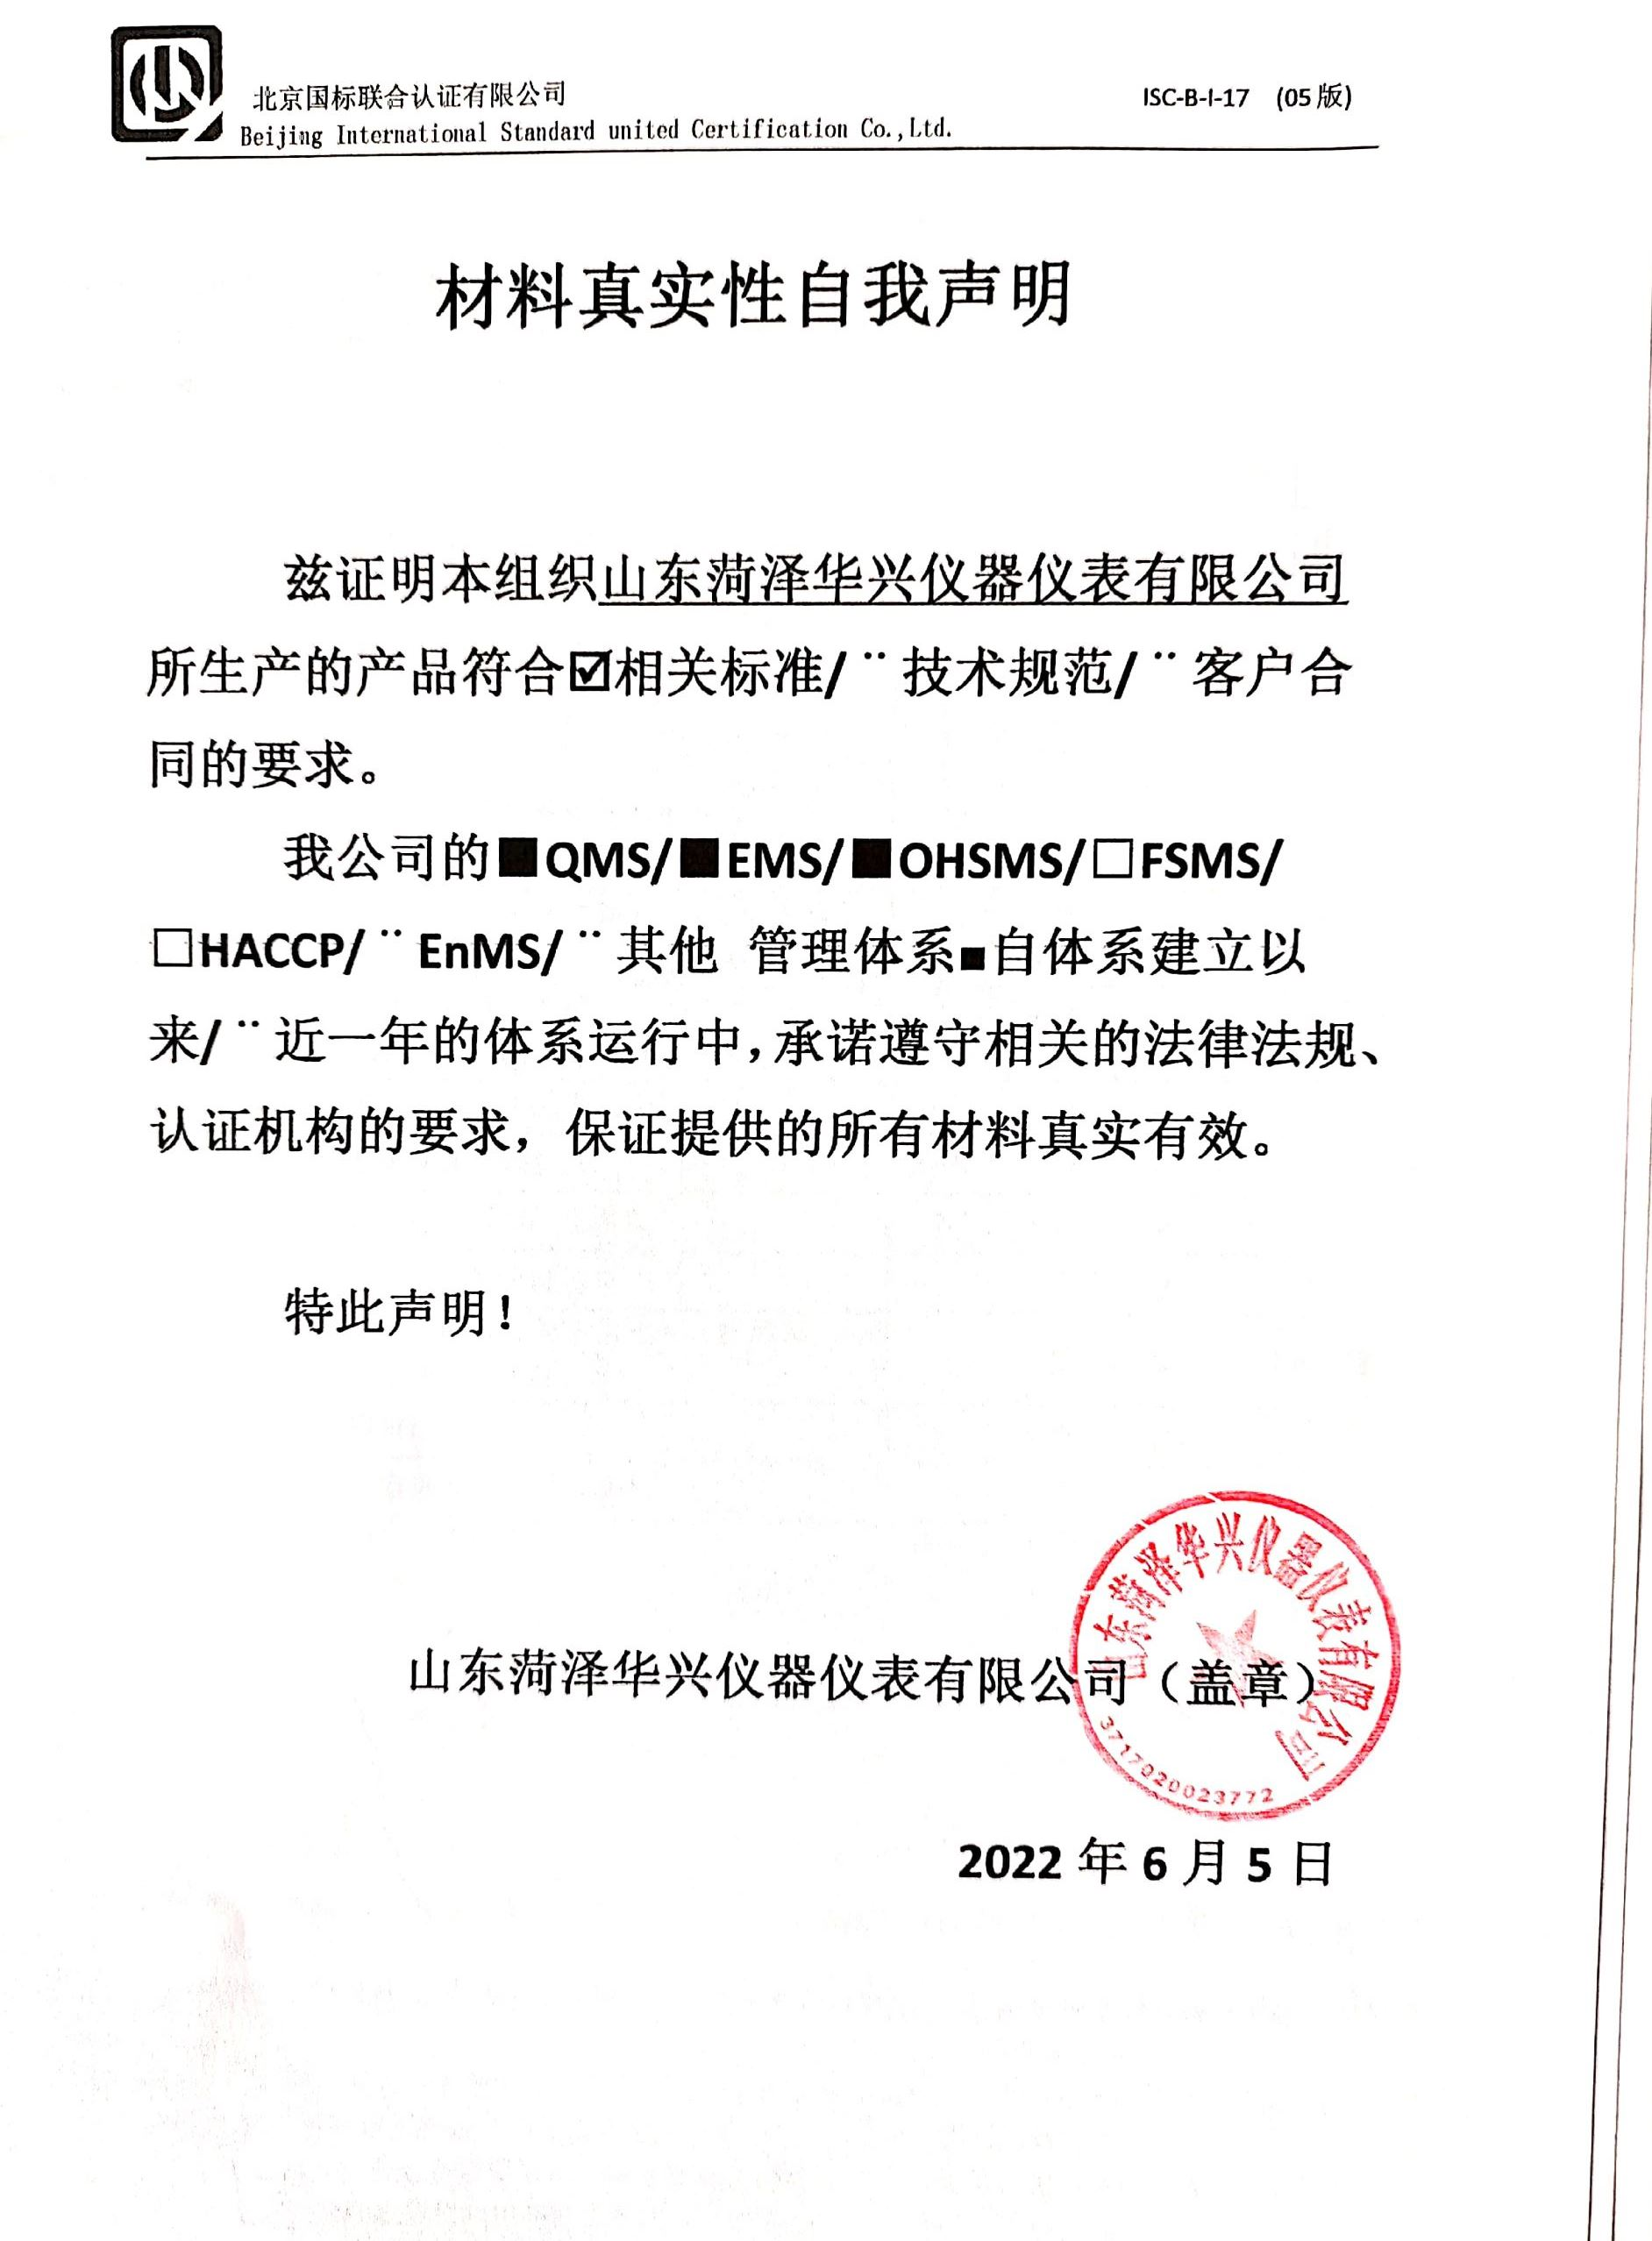 北京国标联合认证有限公司
ISC-B-I-17 (05版)
Beijing International Standard united Certification Co.,Ltd.
材料真实性自我声明
兹证明本组织山东菏泽华兴仪器仪表有限公司
所生产的产品符合☑相关标准/¨技术规范/¨客户合
同的要求。
我公司的■QMS/■EMS/■OHSMS/□FSMS/
□HACCP/¨EnMS/¨其他 管理体系■自体系建立以
来/¨近一年的体系运行中,承诺遵守相关的法律法规、
认证机构的要求，保证提供的所有材料真实有效。
特此声明！
山东菏泽华兴仪器仪表有限公司（盖章）
山东菏泽华兴仪器仪表有限公司
3717020023772
2022 年 6 月 5 日